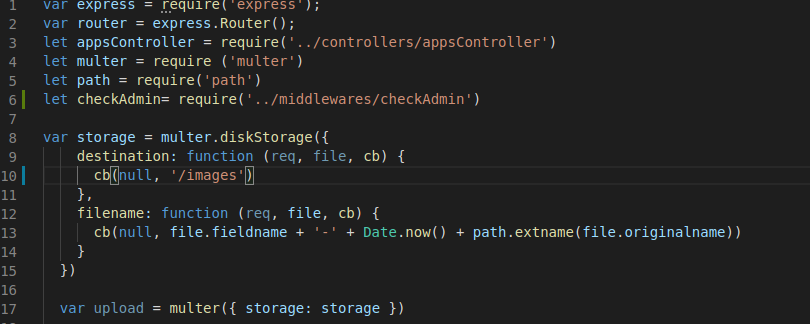 1 var express = require('express');
2 var router = express.Router();
3 let appsController = require('../controllers/appsController')
4 let multer = require ('multer')
5 let path = require('path')
6 let checkAdmin= require('../middlewares/checkAdmin')
7
8 var storage = multer.diskStorage({
9     destination: function (req, file, cb) {
10       cb(null, '/images')
11     },
12     filename: function (req, file, cb) {
13       cb(null, file.fieldname + '-' + Date.now() + path.extname(file.originalname))
14     }
15   })
16
17   var upload = multer({ storage: storage })